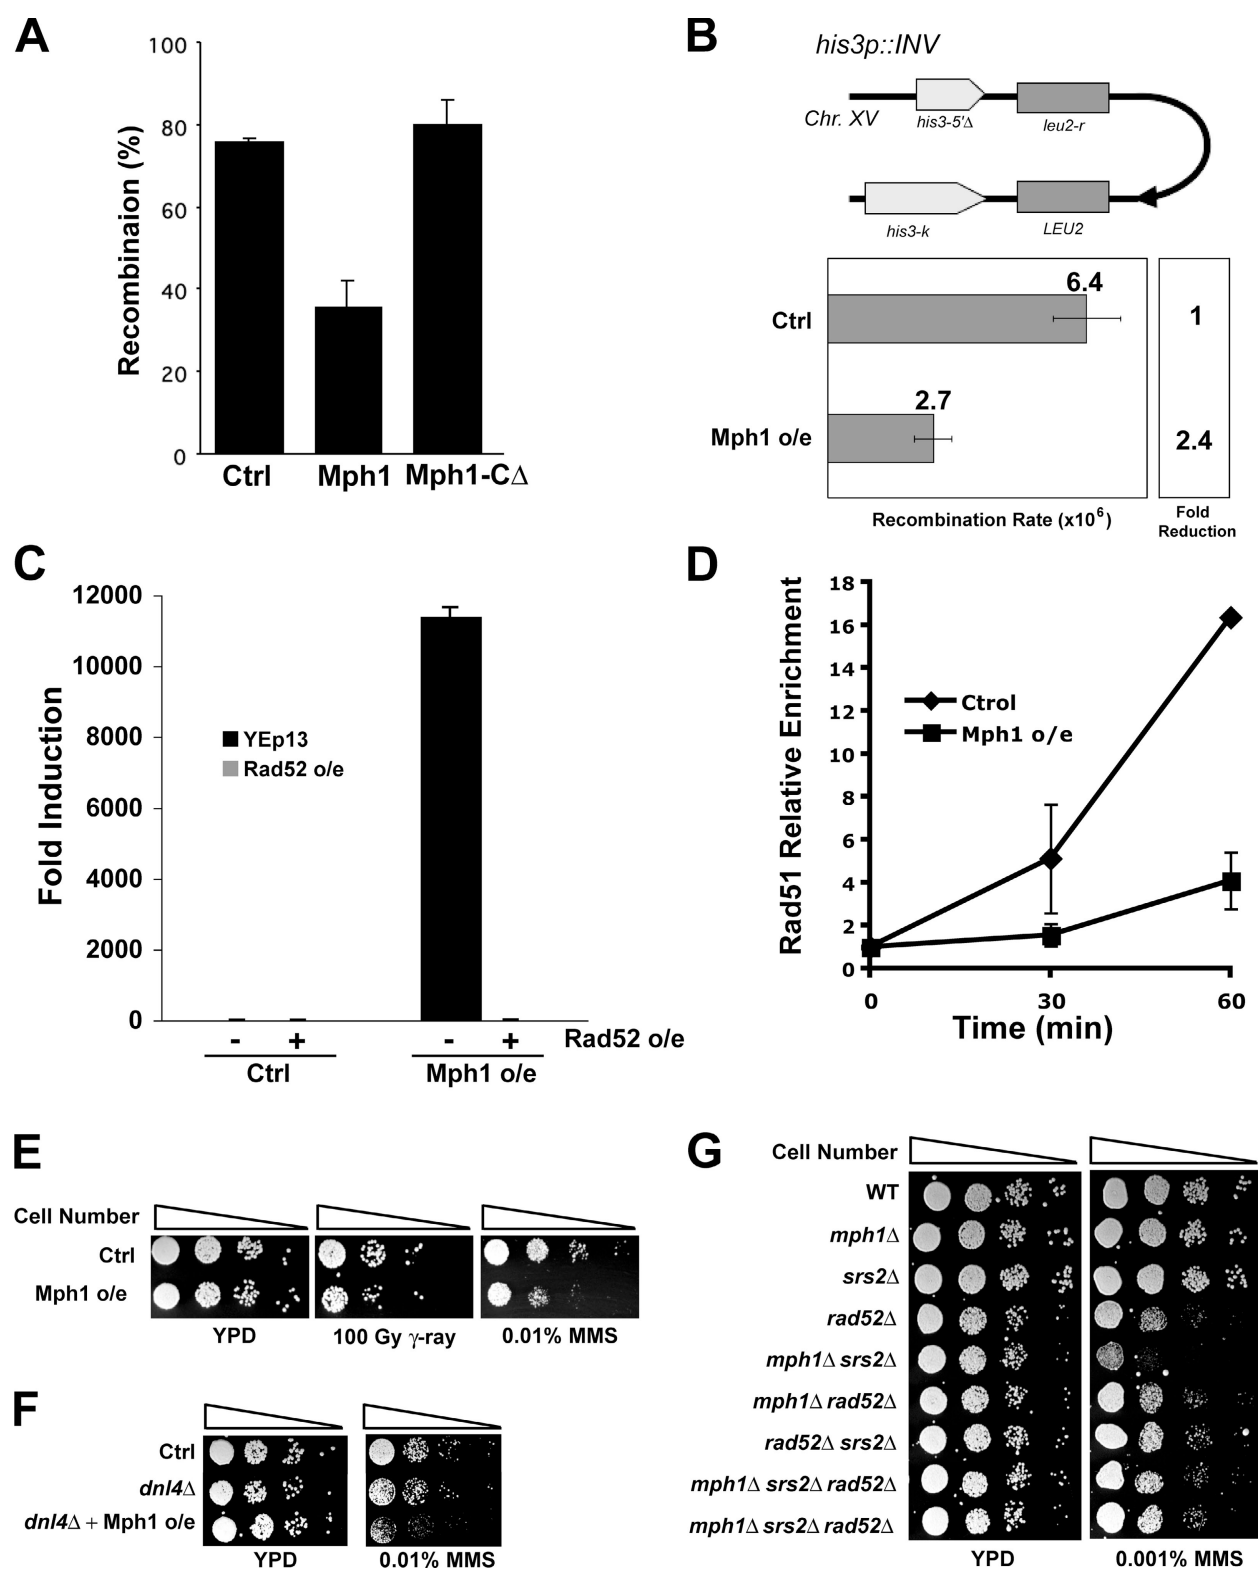 A
100
80
60
40
20
0
Recombinaion (%)
Ctrl
Mph1
Mph1-CΔ
B
his3p::INV
Chr. XV
his3-5'Δ
leu2-r
his3-k
LEU2
Ctrl
6.4
1
Mph1 o/e
2.7
2.4
Recombination Rate (x10⁶)
Fold
Reduction
C
12000
10000
8000
6000
4000
2000
0
Fold Induction
YEp13
Rad52 o/e
- + - + Rad52 o/e
Ctrl
Mph1 o/e
D
18
16
14
12
10
8
6
4
2
0
Rad51 Relative Enrichment
Ctrol
Mph1 o/e
0 30 60
Time (min)
E
Cell Number
Ctrl
Mph1 o/e
YPD
100 Gy γ-ray
0.01% MMS
F
Ctrl
dnl4Δ
dnl4Δ + Mph1 o/e
YPD
0.01% MMS
G
Cell Number
WT
mph1Δ
srs2Δ
rad52Δ
mph1Δ srs2Δ
mph1Δ rad52Δ
rad52Δ srs2Δ
mph1Δ srs2Δ rad52Δ
mph1Δ srs2Δ rad52Δ
YPD
0.001% MMS